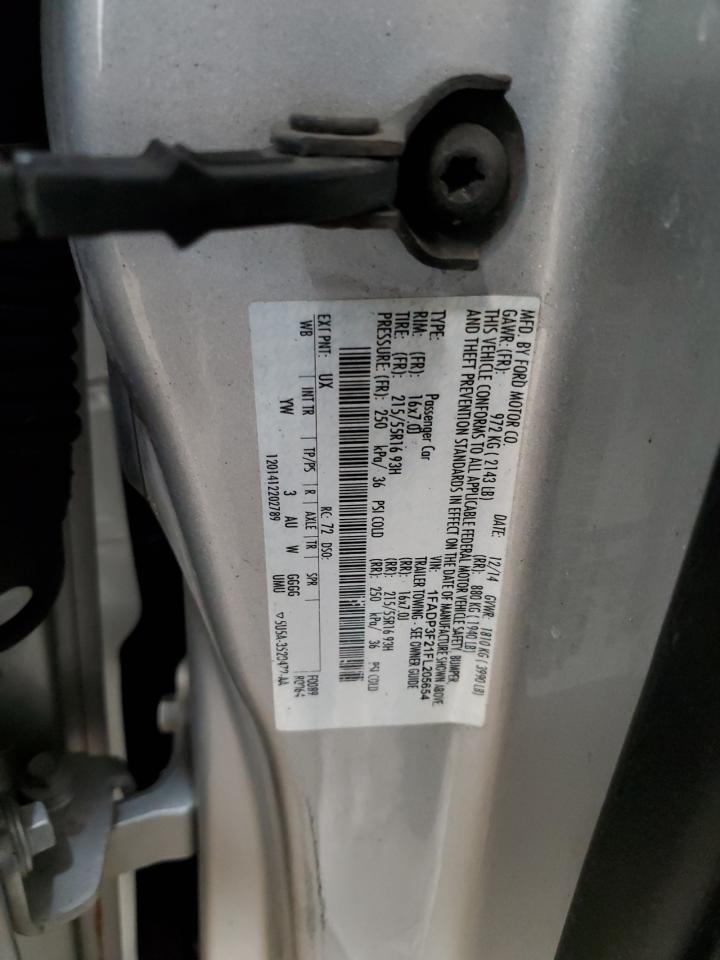 MFD. BY FORD MOTOR CO.
DATE: 12/14 GVWR: 1810 KG ( 3990 LB)
GAWR: (FR): 972 KG ( 2143 LB) (RR): 880 KG ( 1940 LB)
THIS VEHICLE CONFORMS TO ALL APPLICABLE FEDERAL MOTOR VEHICLE SAFETY, BUMPER,
AND THEFT PREVENTION STANDARDS IN EFFECT ON THE DATE OF MANUFACTURE SHOWN ABOVE.
VIN: 1FADP3F21FL205654
TYPE: Passenger Car TRAILER TOWING - SEE OWNER GUIDE
RIM: (FR): 16x7.0J (RR): 16x7.0J
TIRE: (FR): 215/55R16 93H (RR): 215/55R16 93H
PRESSURE: (FR): 250 kPa/ 36 PSI COLD (RR): 250 kPa/ 36 PSI COLD
EXT PNT: UX RC: 72 DSO: F0089
WB INT TR TP/PS R AXLE TR SPR
YW 3 AU W GGGG
1201412202789 UMU